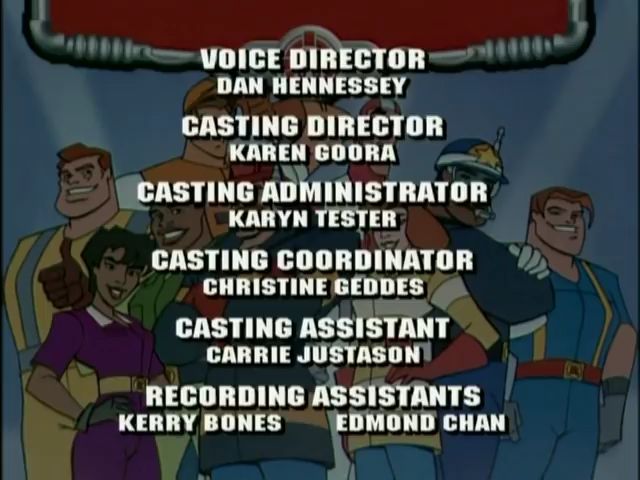 VOICE DIRECTOR
DAN HENNESSEY
CASTING DIRECTOR
KAREN GOORA
CASTING ADMINISTRATOR
KARYN TESTER
CASTING COORDINATOR
CHRISTINE GEDDES
CASTING ASSISTANT
CARRIE JUSTASON
RECORDING ASSISTANTS
KERRY BONES EDMOND CHAN